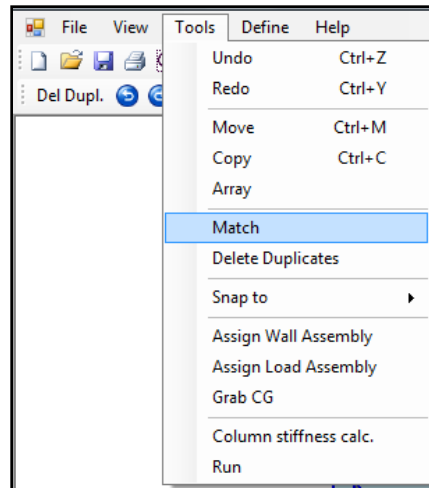 File View Tools Define Help
Undo Ctrl+Z
Redo Ctrl+Y
Del Dupl.
Move Ctrl+M
Copy Ctrl+C
Array
Match
Delete Duplicates
Snap to
Assign Wall Assembly
Assign Load Assembly
Grab CG
Column stiffness calc.
Run